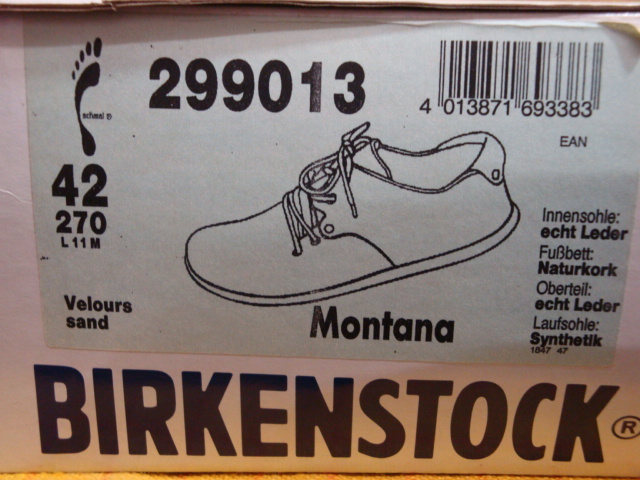 299013
4 013871 693383
EAN
schmal ®
42
270
L 11 M
Velours
sand
Montana
Innensohle:
echt Leder
Fußbett:
Naturkork
Oberteil:
echt Leder
Laufsohle:
Synthetik
1847 47
BIRKENSTOCK®